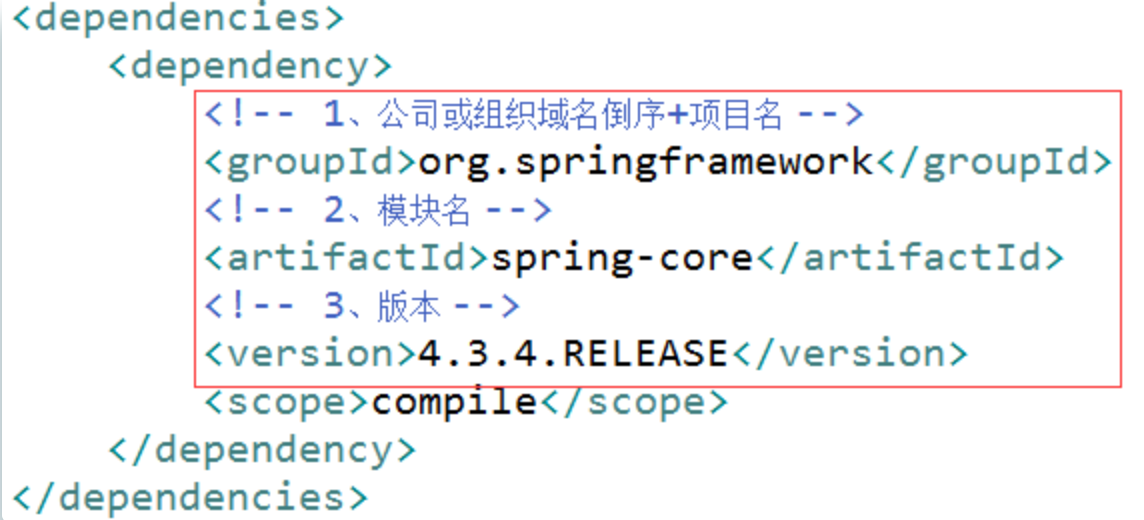 <dependencies>
<dependency>
<!-- 1、公司或组织域名倒序+项目名 -->
<groupId>org.springframework</groupId>
<!-- 2、模块名 -->
<artifactId>spring-core</artifactId>
<!-- 3、版本 -->
<version>4.3.4.RELEASE</version>
<scope>compile</scope>
</dependency>
</dependencies>